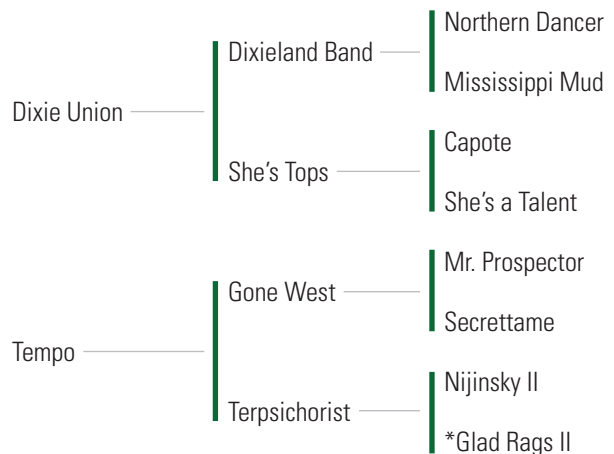 Northern Dancer
Dixieland Band
Mississippi Mud
Dixie Union
Capote
She's Tops
She's a Talent
Mr. Prospector
Gone West
Secrettame
Tempo
Nijinsky II
Terpsichorist
*Glad Rags II